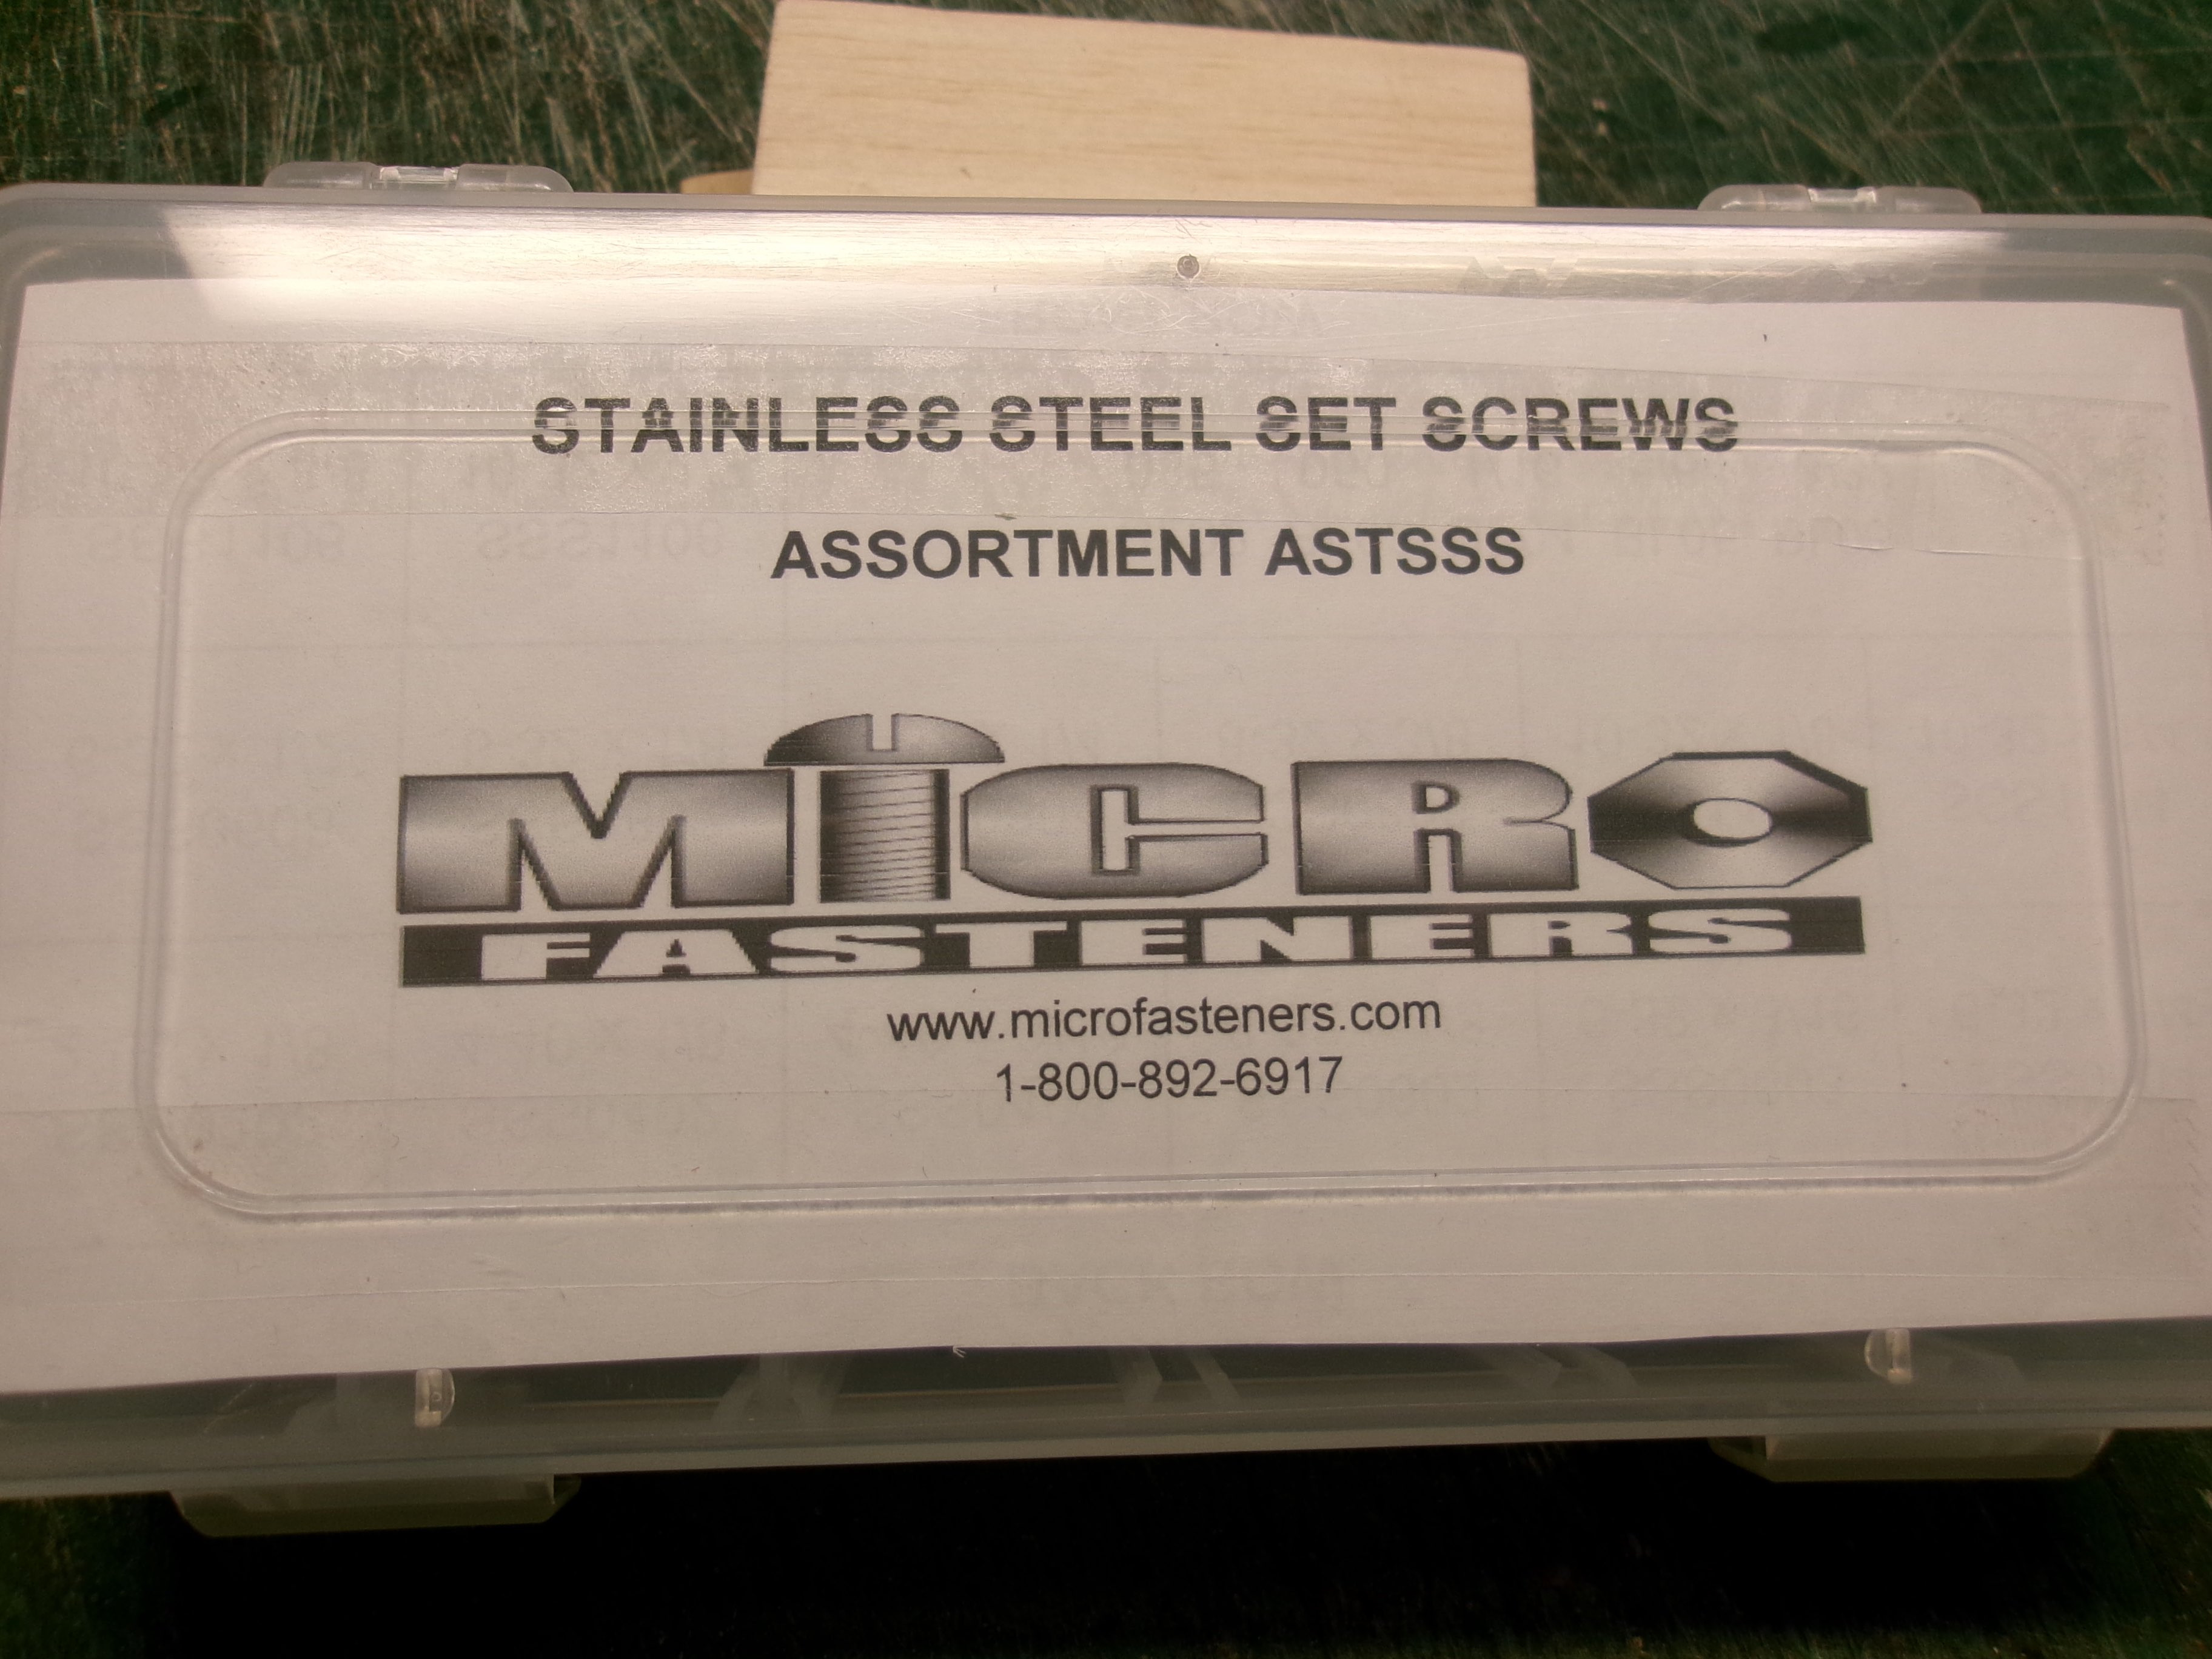 STAINLESS STEEL SET SCREWS
ASSORTMENT ASTSSS
MiCRO
FASTENERS
www.microfasteners.com
1-800-892-6917